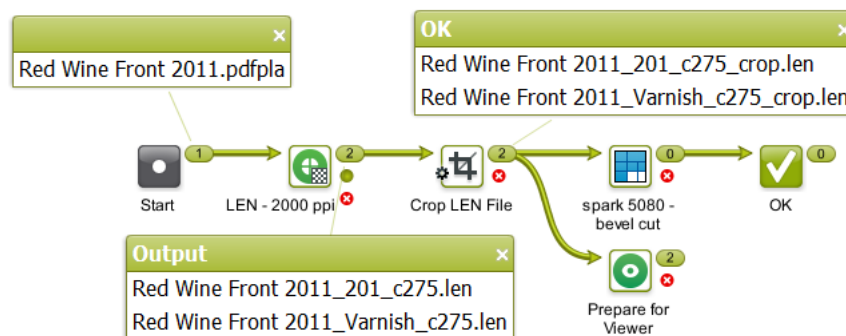 OK
Red Wine Front 2011.pdfpla
Red Wine Front 2011_201_c275_crop.len
Red Wine Front 2011_Varnish_c275_crop.len
1
2
2
0
0
Start
LEN - 2000 ppi
Crop LEN File
spark 5080 -
bevel cut
OK
Output
Red Wine Front 2011_201_c275.len
Red Wine Front 2011_Varnish_c275.len
2
Prepare for
Viewer